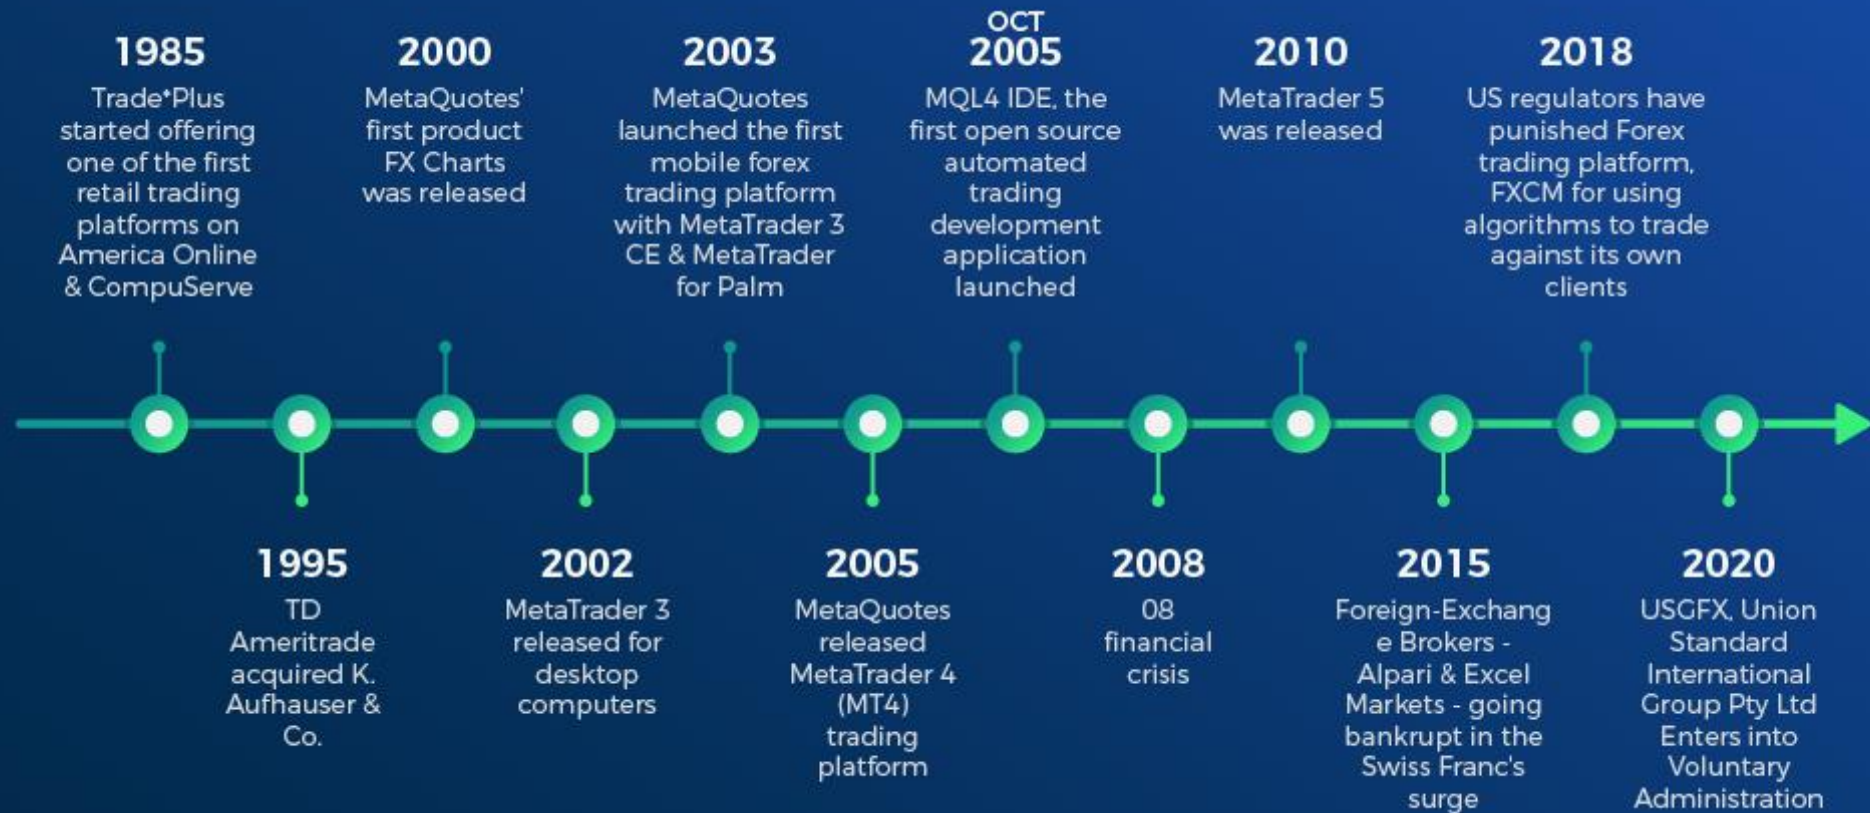 1985
Trade*Plus
started offering
one of the first
retail trading
platforms on
America Online
& CompuServe
2000
MetaQuotes'
first product
FX Charts
was released
2003
MetaQuotes
launched the first
mobile forex
trading platform
with MetaTrader 3
CE & MetaTrader
for Palm
OCT
2005
MQL4 IDE, the
first open source
automated
trading
development
application
launched
2010
MetaTrader 5
was released
2018
US regulators have
punished Forex
trading platform,
FXCM for using
algorithms to trade
against its own
clients
1995
TD
Ameritrade
acquired K.
Aufhauser &
Co.
2002
MetaTrader 3
released for
desktop
computers
2005
MetaQuotes
released
MetaTrader 4
(MT4)
trading
platform
2008
08
financial
crisis
2015
Foreign-Exchang
e Brokers -
Alpari & Excel
Markets - going
bankrupt in the
Swiss Franc's
surge
2020
USGFX, Union
Standard
International
Group Pty Ltd
Enters into
Voluntary
Administration